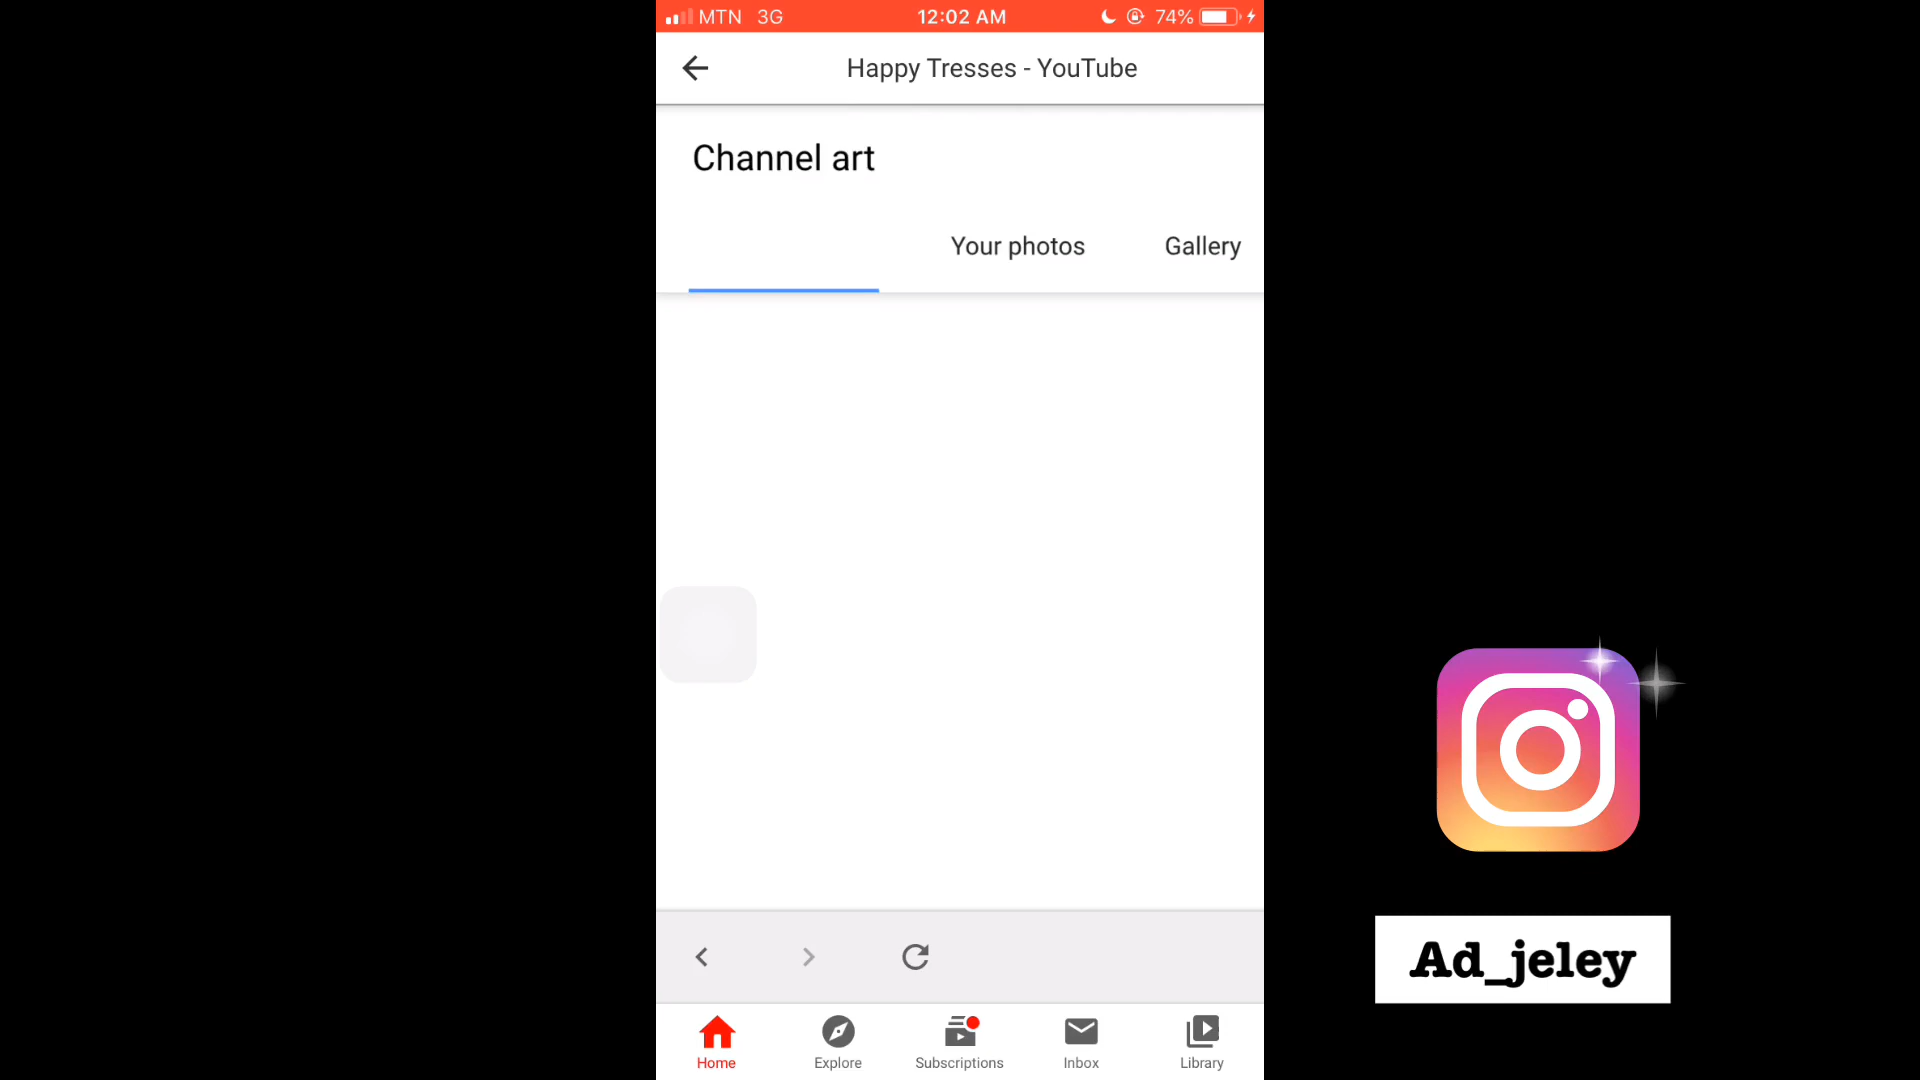 MTN 3G 12:02 AM 74%
Happy Tresses - YouTube
Channel art
Your photos Gallery
Home Explore Subscriptions Inbox Library
Ad_jeley